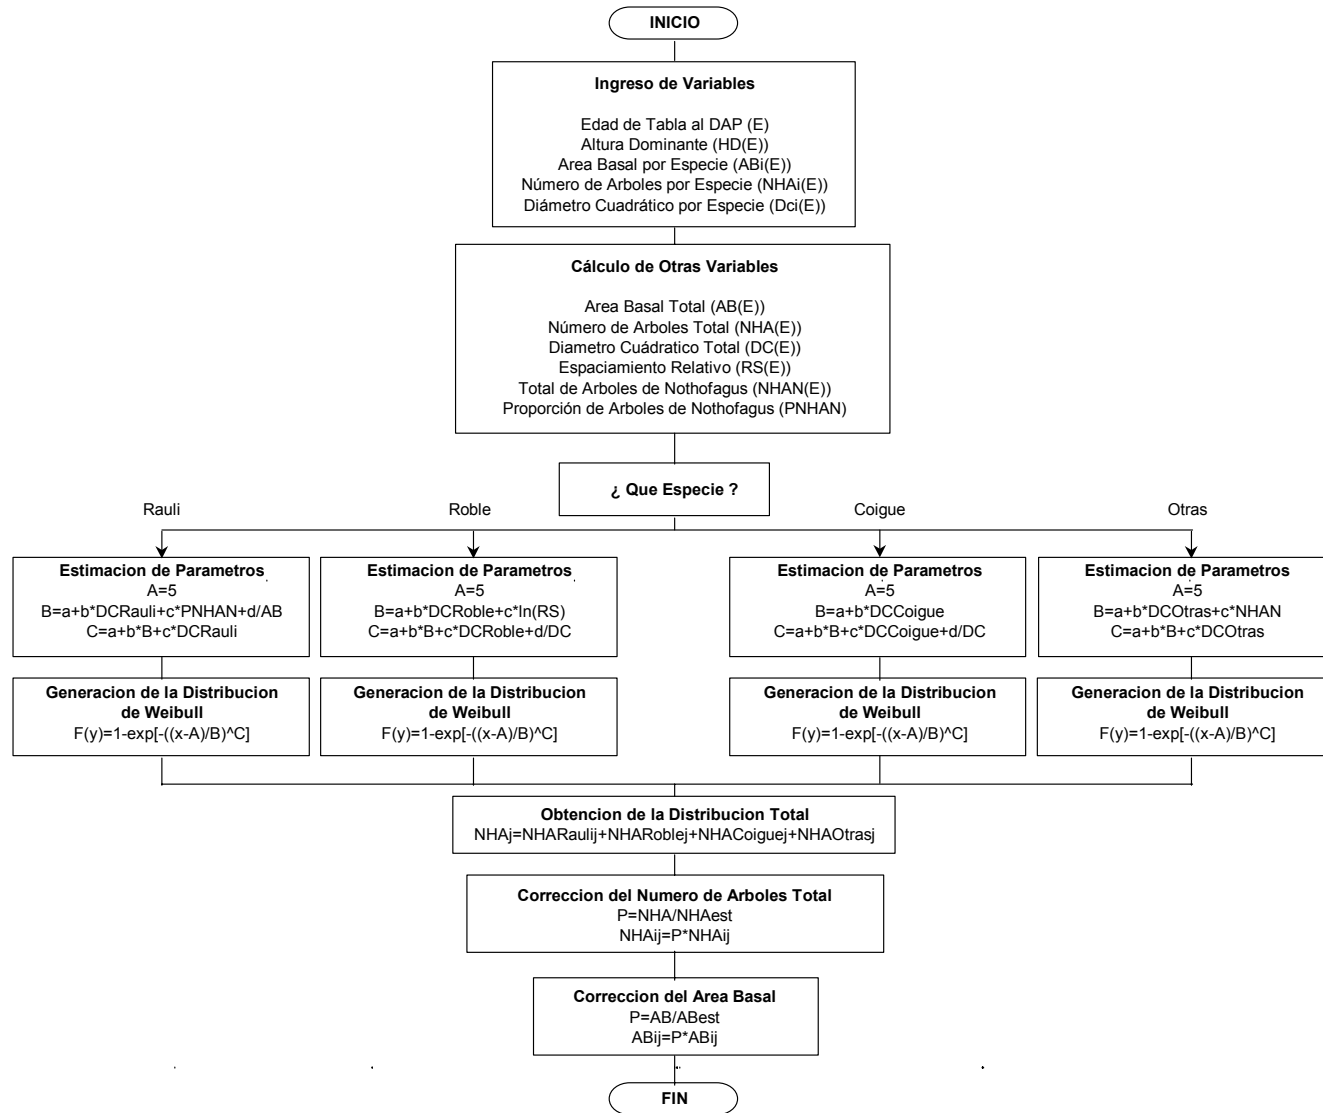 INICIO
Ingreso de Variables
Edad de Tabla al DAP (E)
Altura Dominante (HD(E))
Area Basal por Especie (ABi(E))
Número de Arboles por Especie (NHAi(E))
Diámetro Cuadrático por Especie (Dci(E))
Cálculo de Otras Variables
Area Basal Total (AB(E))
Número de Arboles Total (NHA(E))
Diametro Cuádratico Total (DC(E))
Espaciamiento Relativo (RS(E))
Total de Arboles de Nothofagus (NHAN(E))
Proporción de Arboles de Nothofagus (PNHAN)
¿ Que Especie ?
Rauli
Roble
Coigue
Otras
Estimacion de Parametros
A=5
B=a+b*DCRauli+c*PNHAN+d/AB
C=a+b*B+c*DCRauli
Estimacion de Parametros
A=5
B=a+b*DCRoble+c*ln(RS)
C=a+b*B+c*DCRoble+d/DC
Estimacion de Parametros
A=5
B=a+b*DCCoigue
C=a+b*B+c*DCCoigue+d/DC
Estimacion de Parametros
A=5
B=a+b*DCOtras+c*NHAN
C=a+b*B+c*DCOtras
Generacion de la Distribucion
de Weibull
F(y)=1-exp[-((x-A)/B)^C]
Generacion de la Distribucion
de Weibull
F(y)=1-exp[-((x-A)/B)^C]
Generacion de la Distribucion
de Weibull
F(y)=1-exp[-((x-A)/B)^C]
Generacion de la Distribucion
de Weibull
F(y)=1-exp[-((x-A)/B)^C]
Obtencion de la Distribucion Total
NHAj=NHARaulij+NHARoblej+NHACoiguej+NHAOtrasj
Correccion del Numero de Arboles Total
P=NHA/NHAest
NHAij=P*NHAij
Correccion del Area Basal
P=AB/ABest
ABij=P*ABij
FIN